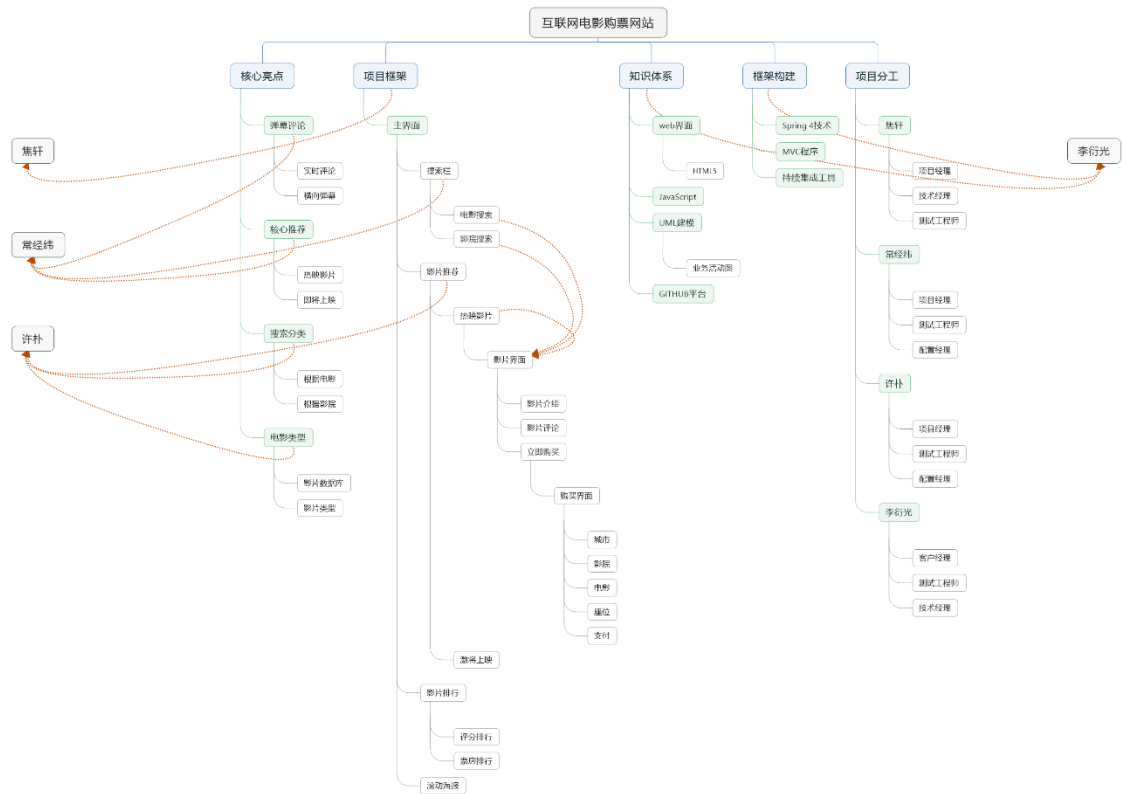 互联网电影购票网站
核心亮点
弹幕评论
实时评论
横向弹幕
核心推荐
热映影片
即将上映
搜索分类
根据电影
根据影院
电影类型
影片数据库
影片类型
项目框架
主界面
搜索栏
电影搜索
影院搜索
影片推荐
热映影片
影片界面
影片介绍
影片评论
立即购买
购买界面
城市
影院
电影
座位
支付
激将上映
影片排行
评分排行
票房排行
活动海报
知识体系
web界面
HTML5
JavaScript
UML建模
业务活动图
GITHUB平台
框架构建
Spring 4技术
MVC程序
持续集成工具
项目分工
焦轩
项目经理
技术经理
测试工程师
常经纬
项目经理
测试工程师
配置经理
许朴
项目经理
测试工程师
配置经理
李衍光
客户经理
测试工程师
技术经理
焦轩
常经纬
许朴
李衍光